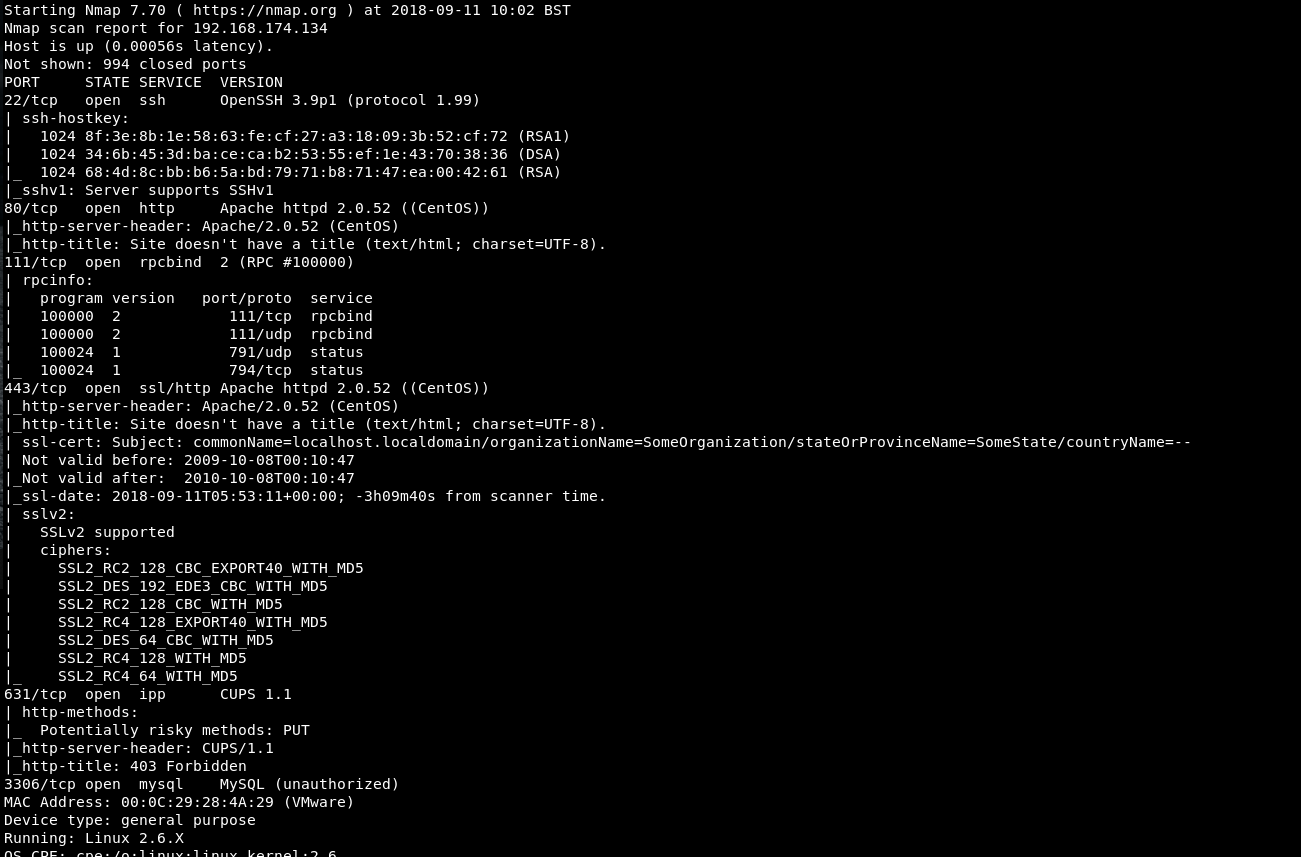 Starting Nmap 7.70 ( https://nmap.org ) at 2018-09-11 10:02 BST
Nmap scan report for 192.168.174.134
Host is up (0.00056s latency).
Not shown: 994 closed ports
PORT     STATE SERVICE  VERSION
22/tcp   open  ssh      OpenSSH 3.9p1 (protocol 1.99)
| ssh-hostkey:
|   1024 8f:3e:8b:1e:58:63:fe:cf:27:a3:18:09:3b:52:cf:72 (RSA1)
|   1024 34:6b:45:3d:ba:ce:ca:b2:53:55:ef:1e:43:70:38:36 (DSA)
|_  1024 68:4d:8c:bb:b6:5a:bd:79:71:b8:71:47:ea:00:42:61 (RSA)
|_sshv1: Server supports SSHv1
80/tcp   open  http     Apache httpd 2.0.52 ((CentOS))
|_http-server-header: Apache/2.0.52 (CentOS)
|_http-title: Site doesn't have a title (text/html; charset=UTF-8).
111/tcp  open  rpcbind  2 (RPC #100000)
| rpcinfo:
|   program version   port/proto  service
|   100000  2            111/tcp  rpcbind
|   100000  2            111/udp  rpcbind
|   100024  1            791/udp  status
|_  100024  1            794/tcp  status
443/tcp  open  ssl/http Apache httpd 2.0.52 ((CentOS))
|_http-server-header: Apache/2.0.52 (CentOS)
|_http-title: Site doesn't have a title (text/html; charset=UTF-8).
| ssl-cert: Subject: commonName=localhost.localdomain/organizationName=SomeOrganization/stateOrProvinceName=SomeState/countryName=--
| Not valid before: 2009-10-08T00:10:47
|_Not valid after:  2010-10-08T00:10:47
|_ssl-date: 2018-09-11T05:53:11+00:00; -3h09m40s from scanner time.
| sslv2:
|   SSLv2 supported
|   ciphers:
|     SSL2_RC2_128_CBC_EXPORT40_WITH_MD5
|     SSL2_DES_192_EDE3_CBC_WITH_MD5
|     SSL2_RC2_128_CBC_WITH_MD5
|     SSL2_RC4_128_EXPORT40_WITH_MD5
|     SSL2_DES_64_CBC_WITH_MD5
|     SSL2_RC4_128_WITH_MD5
|_    SSL2_RC4_64_WITH_MD5
631/tcp  open  ipp      CUPS 1.1
| http-methods:
|_  Potentially risky methods: PUT
|_http-server-header: CUPS/1.1
|_http-title: 403 Forbidden
3306/tcp open  mysql    MySQL (unauthorized)
MAC Address: 00:0C:29:28:4A:29 (VMware)
Device type: general purpose
Running: Linux 2.6.X
OS CPE: cpe:/o:linux:linux_kernel:2.6